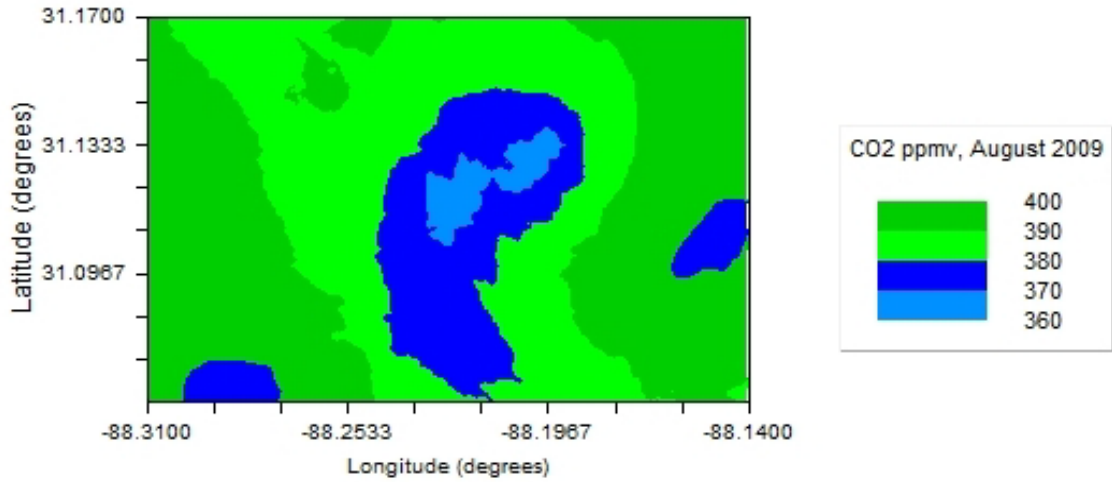 31.1700
31.1333
31.0967
Latitude (degrees)
-88.3100 -88.2533 -88.1967 -88.1400
Longitude (degrees)
CO2 ppmv, August 2009
400
390
380
370
360